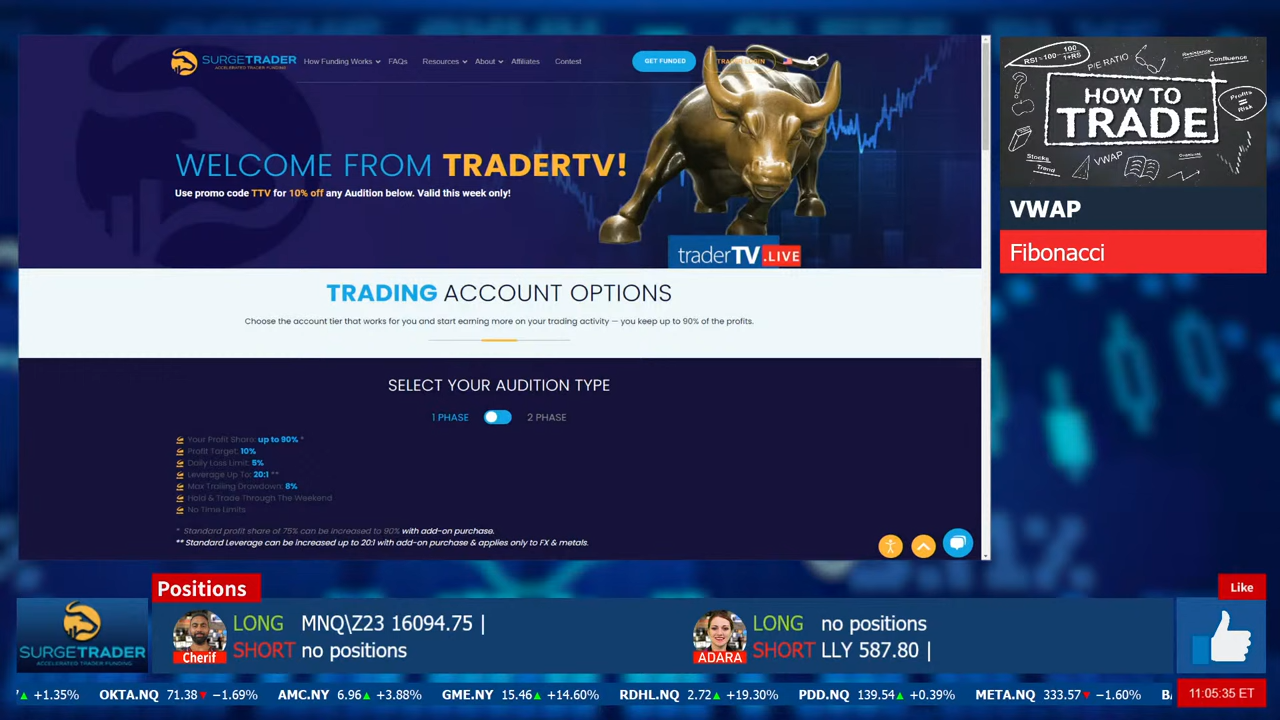 SURGETRADER
ACCELERATED TRADER FUNDING
How Funding Works
FAQs
Resources
About
Affiliates
Contest
GET FUNDED
WELCOME FROM TRADERTV!
Use promo code TTV for 10% off any Audition below. Valid this week only!
traderTV.LIVE
TRADING ACCOUNT OPTIONS
Choose the account tier that works for you and start earning more on your trading activity — you keep up to 90% of the profits.
SELECT YOUR AUDITION TYPE
1 PHASE
2 PHASE
Your Profit Share: up to 90% *
Profit Target: 10%
Daily Loss Limit: 5%
Leverage Up To: 20:1 **
Max Trailing Drawdown: 8%
Hold & Trade Through The Weekend
No Time Limits
* Standard profit share of 75% can be increased to 90% with add-on purchase.
** Standard Leverage can be increased up to 20:1 with add-on purchase & applies only to FX & metals.
P/E RATIO
Resistance
Confluence
HOW TO
TRADE
Profits
=
Risk
Stocks
Trend
VWAP
VWAP
Fibonacci
Positions
Like
SURGETRADER
ACCELERATED TRADER FUNDING
Cherif
LONG MNQ\Z23 16094.75 |
SHORT no positions
ADARA
LONG no positions
SHORT LLY 587.80 |
▲ +1.35% OKTA.NQ 71.38▼ −1.69% AMC.NY 6.96▲ +3.88% GME.NY 15.46▲ +14.60% RDHL.NQ 2.72▲ +19.30% PDD.NQ 139.54▲ +0.39% META.NQ 333.57▼ −1.60%
11:05:35 ET